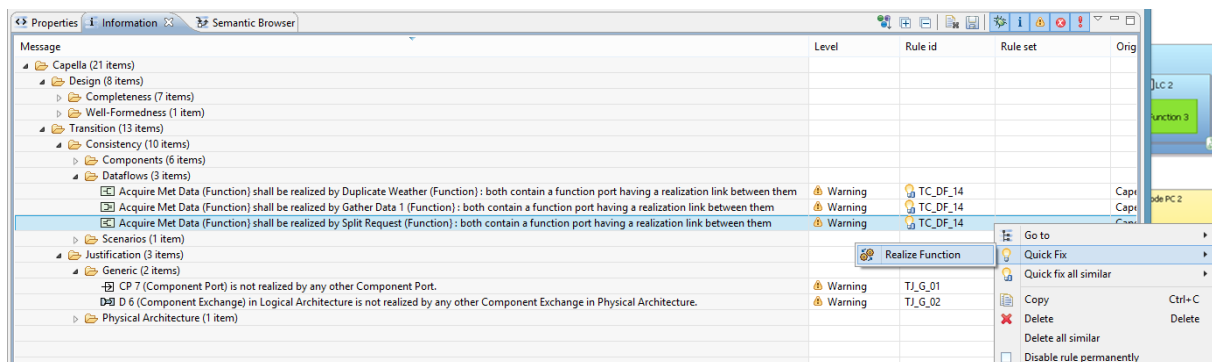 Properties Information Semantic Browser
Message Level Rule id Rule set Orig
Capella (21 items)
Design (8 items)
Completeness (7 items)
Well-Formedness (1 item)
Transition (13 items)
Consistency (10 items)
Components (6 items)
Dataflows (3 items)
Acquire Met Data (Function) shall be realized by Duplicate Weather (Function) : both contain a function port having a realization link between them Warning TC_DF_14 Cape
Acquire Met Data (Function) shall be realized by Gather Data 1 (Function) : both contain a function port having a realization link between them Warning TC_DF_14 Cape
Acquire Met Data (Function) shall be realized by Split Request (Function) : both contain a function port having a realization link between them Warning TC_DF_14
Scenarios (1 item)
Justification (3 items)
Generic (2 items)
CP 7 (Component Port) is not realized by any other Component Port. Warning TJ_G_01
D 6 (Component Exchange) in Logical Architecture is not realized by any other Component Exchange in Physical Architecture. Warning TJ_G_02
Physical Architecture (1 item)
Realize Function
Go to
Quick Fix
Quick fix all similar
Copy Ctrl+C
Delete Delete
Delete all similar
Disable rule permanently
LC 2
unction 3
ode PC 2